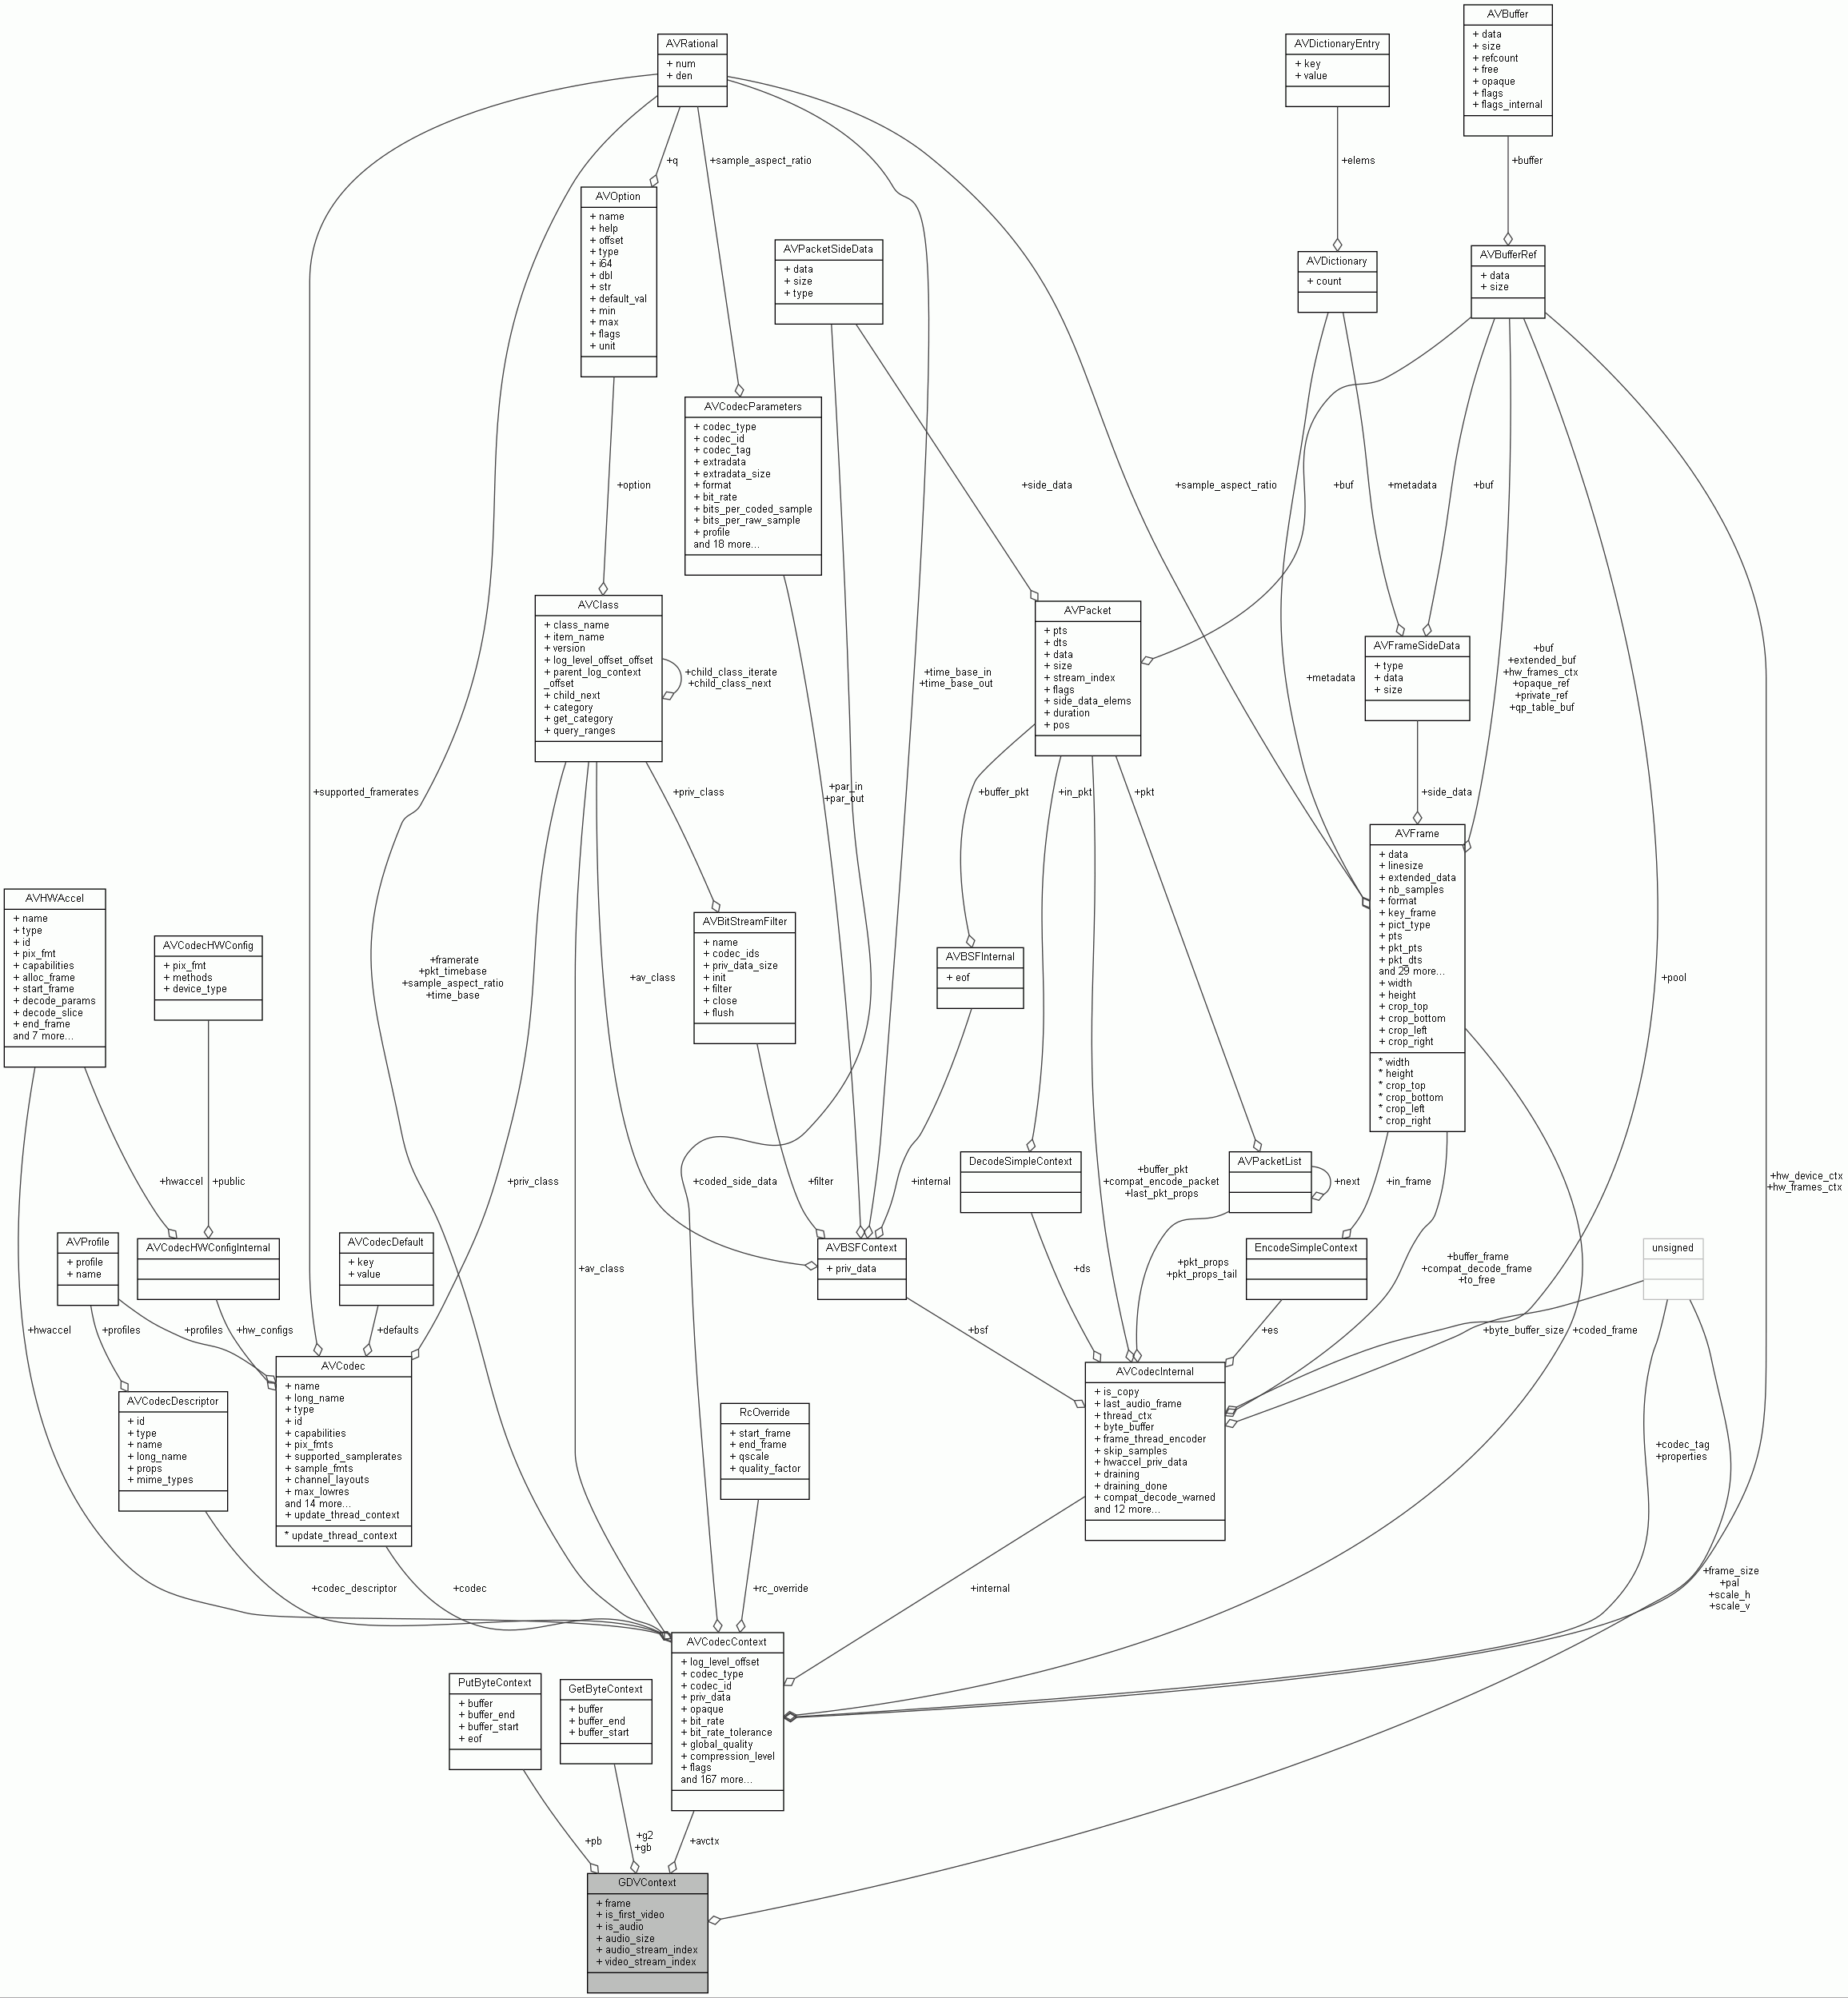 AVBuffer
+ data
+ size
+ refcount
+ free
+ opaque
+ flags
+ flags_internal
AVRational
+ num
+ den
AVDictionaryEntry
+ key
+ value
+q
+sample_aspect_ratio
+elems
+buffer
AVOption
+ name
+ help
+ offset
+ type
+ i64
+ dbl
+ str
+ default_val
+ min
+ max
+ flags
+ unit
AVPacketSideData
+ data
+ size
+ type
AVDictionary
+ count
AVBufferRef
+ data
+ size
AVCodecParameters
+ codec_type
+ codec_id
+ codec_tag
+ extradata
+ extradata_size
+ format
+ bit_rate
+ bits_per_coded_sample
+ bits_per_raw_sample
+ profile
and 18 more...
+option
+side_data
+sample_aspect_ratio
+buf
+metadata
+buf
AVClass
+ class_name
+ item_name
+ version
+ log_level_offset_offset
+ parent_log_context
_offset
+ child_next
+ category
+ get_category
+ query_ranges
+child_class_iterate
+child_class_next
+time_base_in
+time_base_out
AVPacket
+ pts
+ dts
+ data
+ size
+ stream_index
+ flags
+ side_data_elems
+ duration
+ pos
+metadata
AVFrameSideData
+ type
+ data
+ size
+buf
+extended_buf
+hw_frames_ctx
+opaque_ref
+private_ref
+qp_table_buf
+supported_framerates
+priv_class
+par_in
+par_out
+buffer_pkt
+in_pkt
+pkt
+side_data
AVFrame
+ data
+ linesize
+ extended_data
+ nb_samples
+ format
+ key_frame
+ pict_type
+ pts
+ pkt_pts
+ pkt_dts
and 29 more...
+ width
+ height
+ crop_top
+ crop_bottom
+ crop_left
+ crop_right
* width
* height
* crop_top
* crop_bottom
* crop_left
* crop_right
AVHWAccel
+ name
+ type
+ id
+ pix_fmt
+ capabilities
+ alloc_frame
+ start_frame
+ decode_params
+ decode_slice
+ end_frame
and 7 more...
AVCodecHWConfig
+ pix_fmt
+ methods
+ device_type
+framerate
+pkt_timebase
+sample_aspect_ratio
+time_base
+av_class
AVBitStreamFilter
+ name
+ codec_ids
+ priv_data_size
+ init
+ filter
+ close
+ flush
AVBSFInternal
+ eof
+pool
+hwaccel
+public
+priv_class
+coded_side_data
+filter
+internal
DecodeSimpleContext
+buffer_pkt
+compat_encode_packet
+last_pkt_props
AVPacketList
+next
+in_frame
+hw_device_ctx
+hw_frames_ctx
AVProfile
+ profile
+ name
AVCodecHWConfigInternal
AVCodecDefault
+ key
+ value
+av_class
AVBSFContext
+ priv_data
+ds
+pkt_props
+pkt_props_tail
EncodeSimpleContext
+buffer_frame
+compat_decode_frame
+to_free
unsigned
+hwaccel
+profiles
+profiles
+hw_configs
+defaults
+bsf
+es
+byte_buffer_size
+coded_frame
AVCodecDescriptor
+ id
+ type
+ name
+ long_name
+ props
+ mime_types
AVCodec
+ name
+ long_name
+ type
+ id
+ capabilities
+ pix_fmts
+ supported_samplerates
+ sample_fmts
+ channel_layouts
+ max_lowres
and 14 more...
+ update_thread_context
* update_thread_context
RcOverride
+ start_frame
+ end_frame
+ qscale
+ quality_factor
AVCodecInternal
+ is_copy
+ last_audio_frame
+ thread_ctx
+ byte_buffer
+ frame_thread_encoder
+ skip_samples
+ hwaccel_priv_data
+ draining
+ draining_done
+ compat_decode_warned
and 12 more...
+codec_tag
+properties
+codec_descriptor
+codec
+rc_override
+internal
+frame_size
+pal
+scale_h
+scale_v
PutByteContext
+ buffer
+ buffer_end
+ buffer_start
+ eof
GetByteContext
+ buffer
+ buffer_end
+ buffer_start
AVCodecContext
+ log_level_offset
+ codec_type
+ codec_id
+ priv_data
+ opaque
+ bit_rate
+ bit_rate_tolerance
+ global_quality
+ compression_level
+ flags
and 167 more...
+pb
+g2
+gb
+avctx
GDVContext
+ frame
+ is_first_video
+ is_audio
+ audio_size
+ audio_stream_index
+ video_stream_index